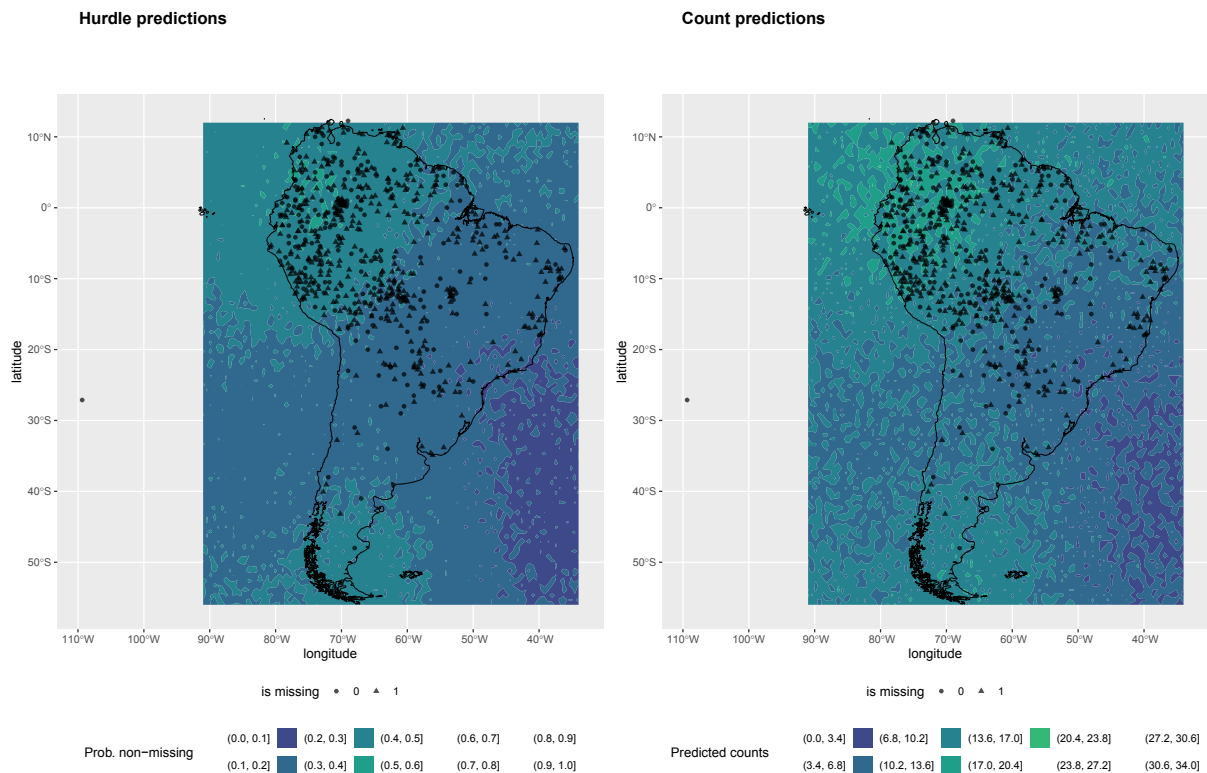 Hurdle predictions
Count predictions
10°N
0°
10°S
20°S
30°S
40°S
50°S
latitude
110°W 100°W 90°W 80°W 70°W 60°W 50°W 40°W
longitude
10°N
0°
10°S
20°S
30°S
40°S
50°S
latitude
110°W 100°W 90°W 80°W 70°W 60°W 50°W 40°W
longitude
is missing 0 1
is missing 0 1
Prob. non−missing
(0.0, 0.1] (0.2, 0.3] (0.4, 0.5] (0.6, 0.7] (0.8, 0.9]
(0.1, 0.2] (0.3, 0.4] (0.5, 0.6] (0.7, 0.8] (0.9, 1.0]
Predicted counts
(0.0, 3.4] (6.8, 10.2] (13.6, 17.0] (20.4, 23.8] (27.2, 30.6]
(3.4, 6.8] (10.2, 13.6] (17.0, 20.4] (23.8, 27.2] (30.6, 34.0]